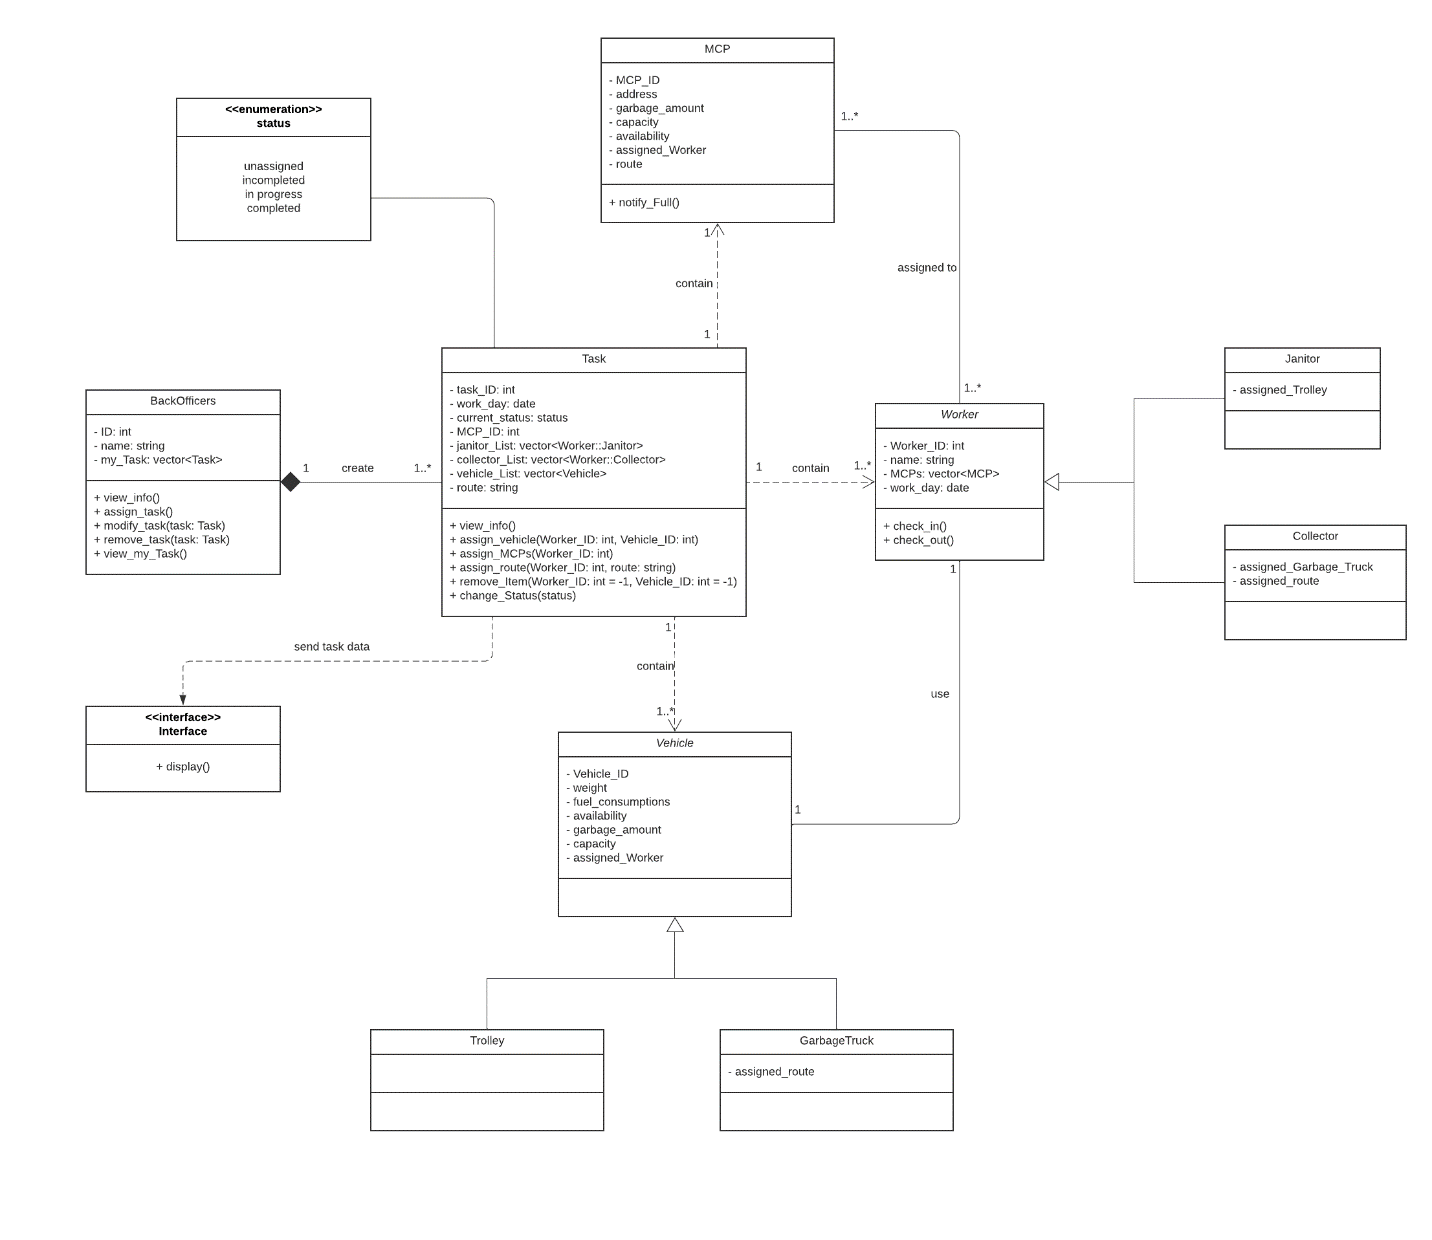 MCP
- MCP_ID
- address
- garbage_amount
- capacity
- availability
- assigned_Worker
- route
+ notify_Full()
<<enumeration>>
status
unassigned
incompleted
in progress
completed
1..*
assigned to
1..*
1
contain
1
Task
- task_ID: int
- work_day: date
- current_status: status
- MCP_ID: int
- janitor_List: vector<Worker::Janitor>
- collector_List: vector<Worker::Collector>
- vehicle_List: vector<Vehicle>
- route: string
+ view_info()
+ assign_vehicle(Worker_ID: int, Vehicle_ID: int)
+ assign_MCPs(Worker_ID: int)
+ assign_route(Worker_ID: int, route: string)
+ remove_Item(Worker_ID: int = -1, Vehicle_ID: int = -1)
+ change_Status(status)
BackOfficers
- ID: int
- name: string
- my_Task: vector<Task>
+ view_info()
+ assign_task()
+ modify_task(task: Task)
+ remove_task(task: Task)
+ view_my_Task()
1
create
1..*
1
contain
1..*
Worker
- Worker_ID: int
- name: string
- MCPs: vector<MCP>
- work_day: date
+ check_in()
+ check_out()
Janitor
- assigned_Trolley
Collector
- assigned_Garbage_Truck
- assigned_route
send task data
<<interface>>
Interface
+ display()
1
contain
1..*
1
use
1
Vehicle
- Vehicle_ID
- weight
- fuel_consumptions
- availability
- garbage_amount
- capacity
- assigned_Worker
Trolley
GarbageTruck
- assigned_route